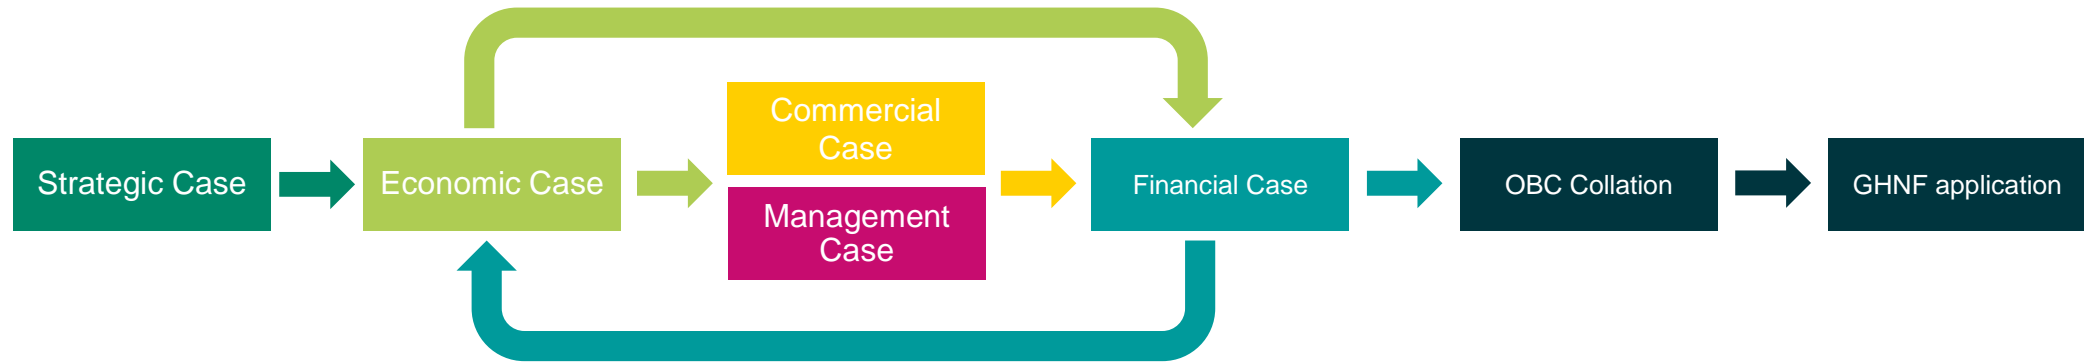 Strategic Case
Economic Case
Commercial
Case
Management
Case
Financial Case
OBC Collation
GHNF application